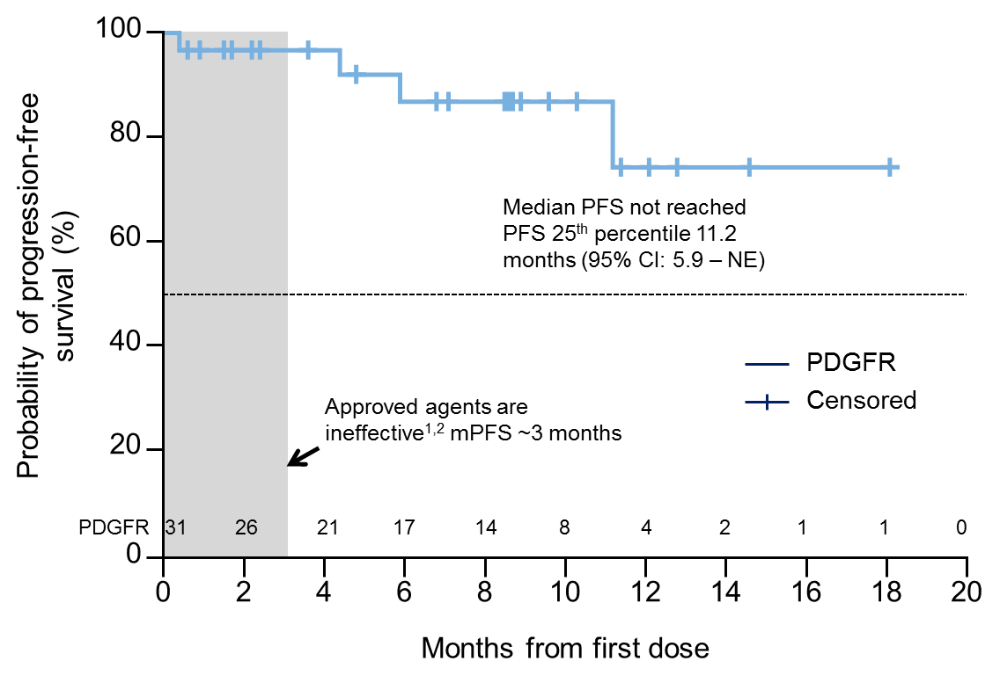 100
80
60
40
20
0
Probability of progression-free
survival (%)
Median PFS not reached
PFS 25th percentile 11.2
months (95% CI: 5.9 – NE)
PDGFR
Censored
Approved agents are
ineffective1,2 mPFS ~3 months
PDGFR 31 26 21 17 14 8 4 2 1 1 0
0 2 4 6 8 10 12 14 16 18 20
Months from first dose